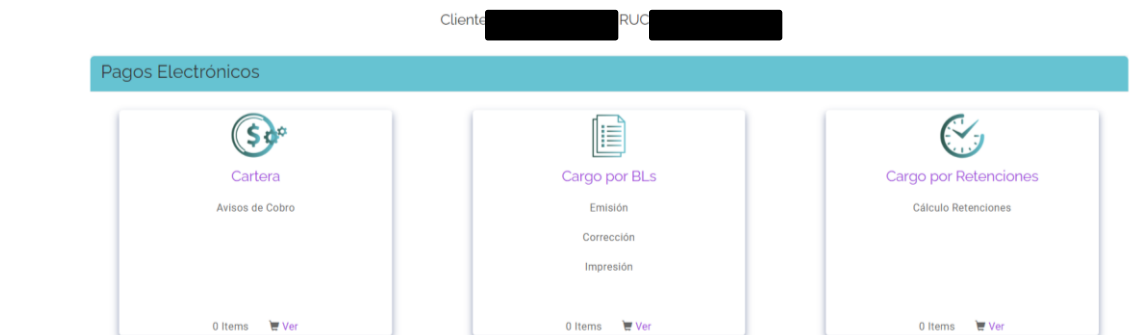 Cliente RUC
Pagos Electrónicos
Cartera
Avisos de Cobro
0 Items Ver
Cargo por BLs
Emisión
Corrección
Impresión
0 Items Ver
Cargo por Retenciones
Cálculo Retenciones
0 Items Ver